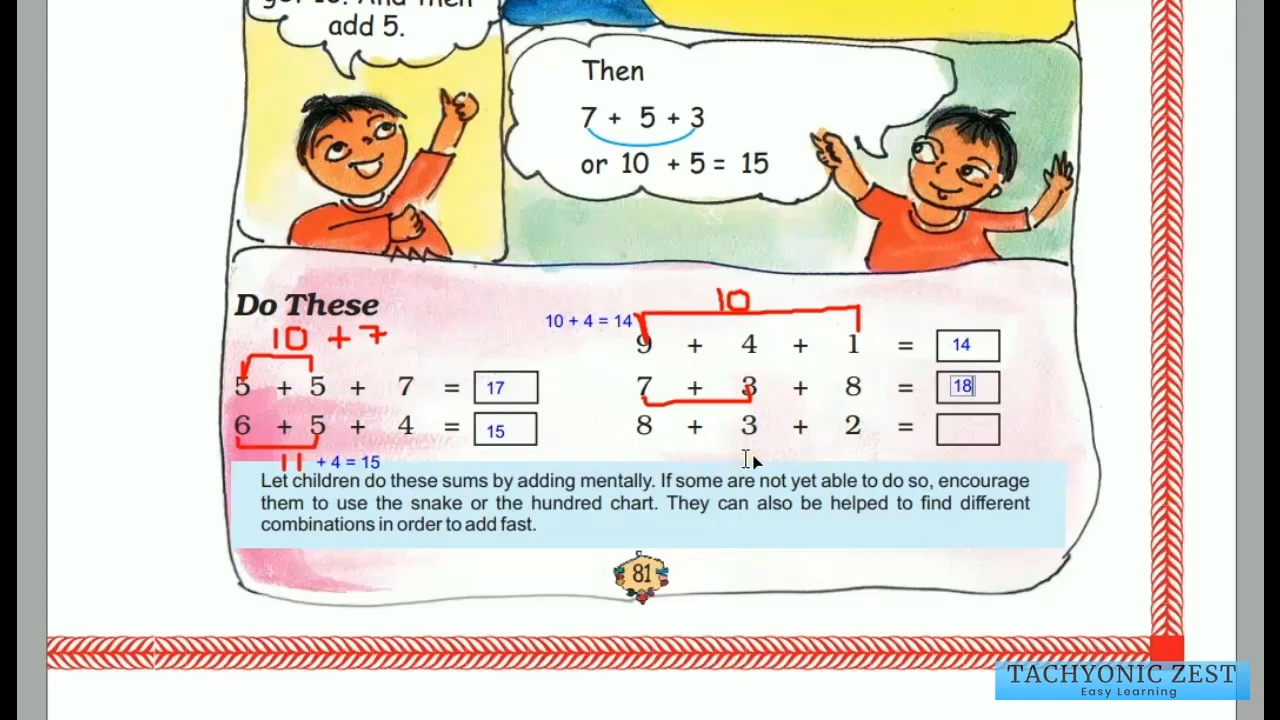 add 5.
Then
7 + 5 + 3
or 10 + 5 = 15
Do These
10 + 7
5 + 5 + 7 = 17
6 + 5 + 4 = 15
11 + 4 = 15
10
10 + 4 = 14
9 + 4 + 1 = 14
7 + 3 + 8 = 18
8 + 3 + 2 =
Let children do these sums by adding mentally. If some are not yet able to do so, encourage
them to use the snake or the hundred chart. They can also be helped to find different
combinations in order to add fast.
81
TACHYONIC ZEST
Easy Learning